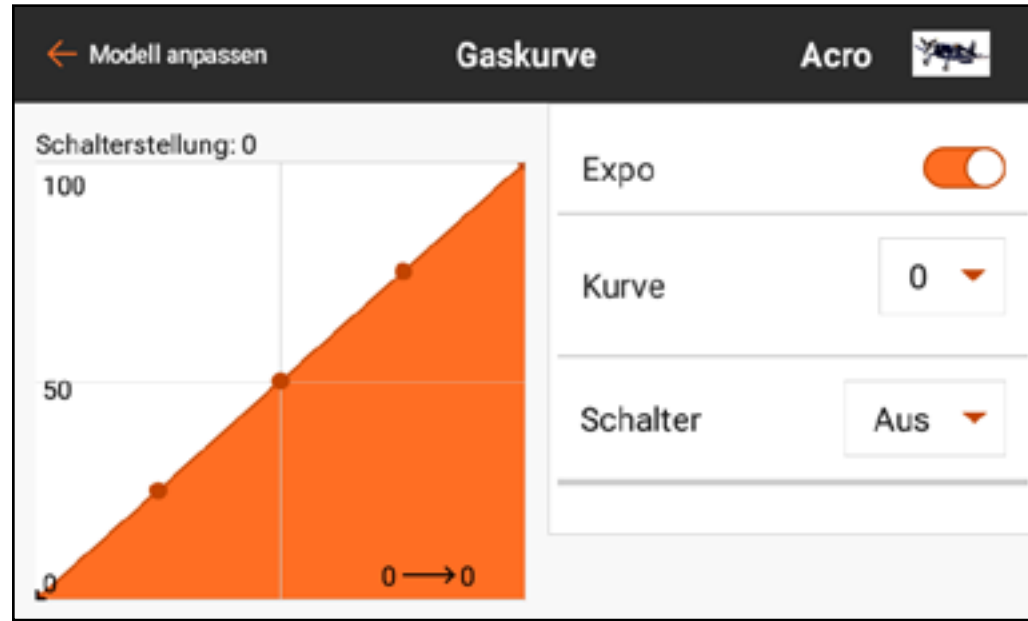 Modell anpassen
Gaskurve
Acro
Schalterstellung: 0
100
50
0
0 → 0
Expo
Kurve
0
Schalter
Aus